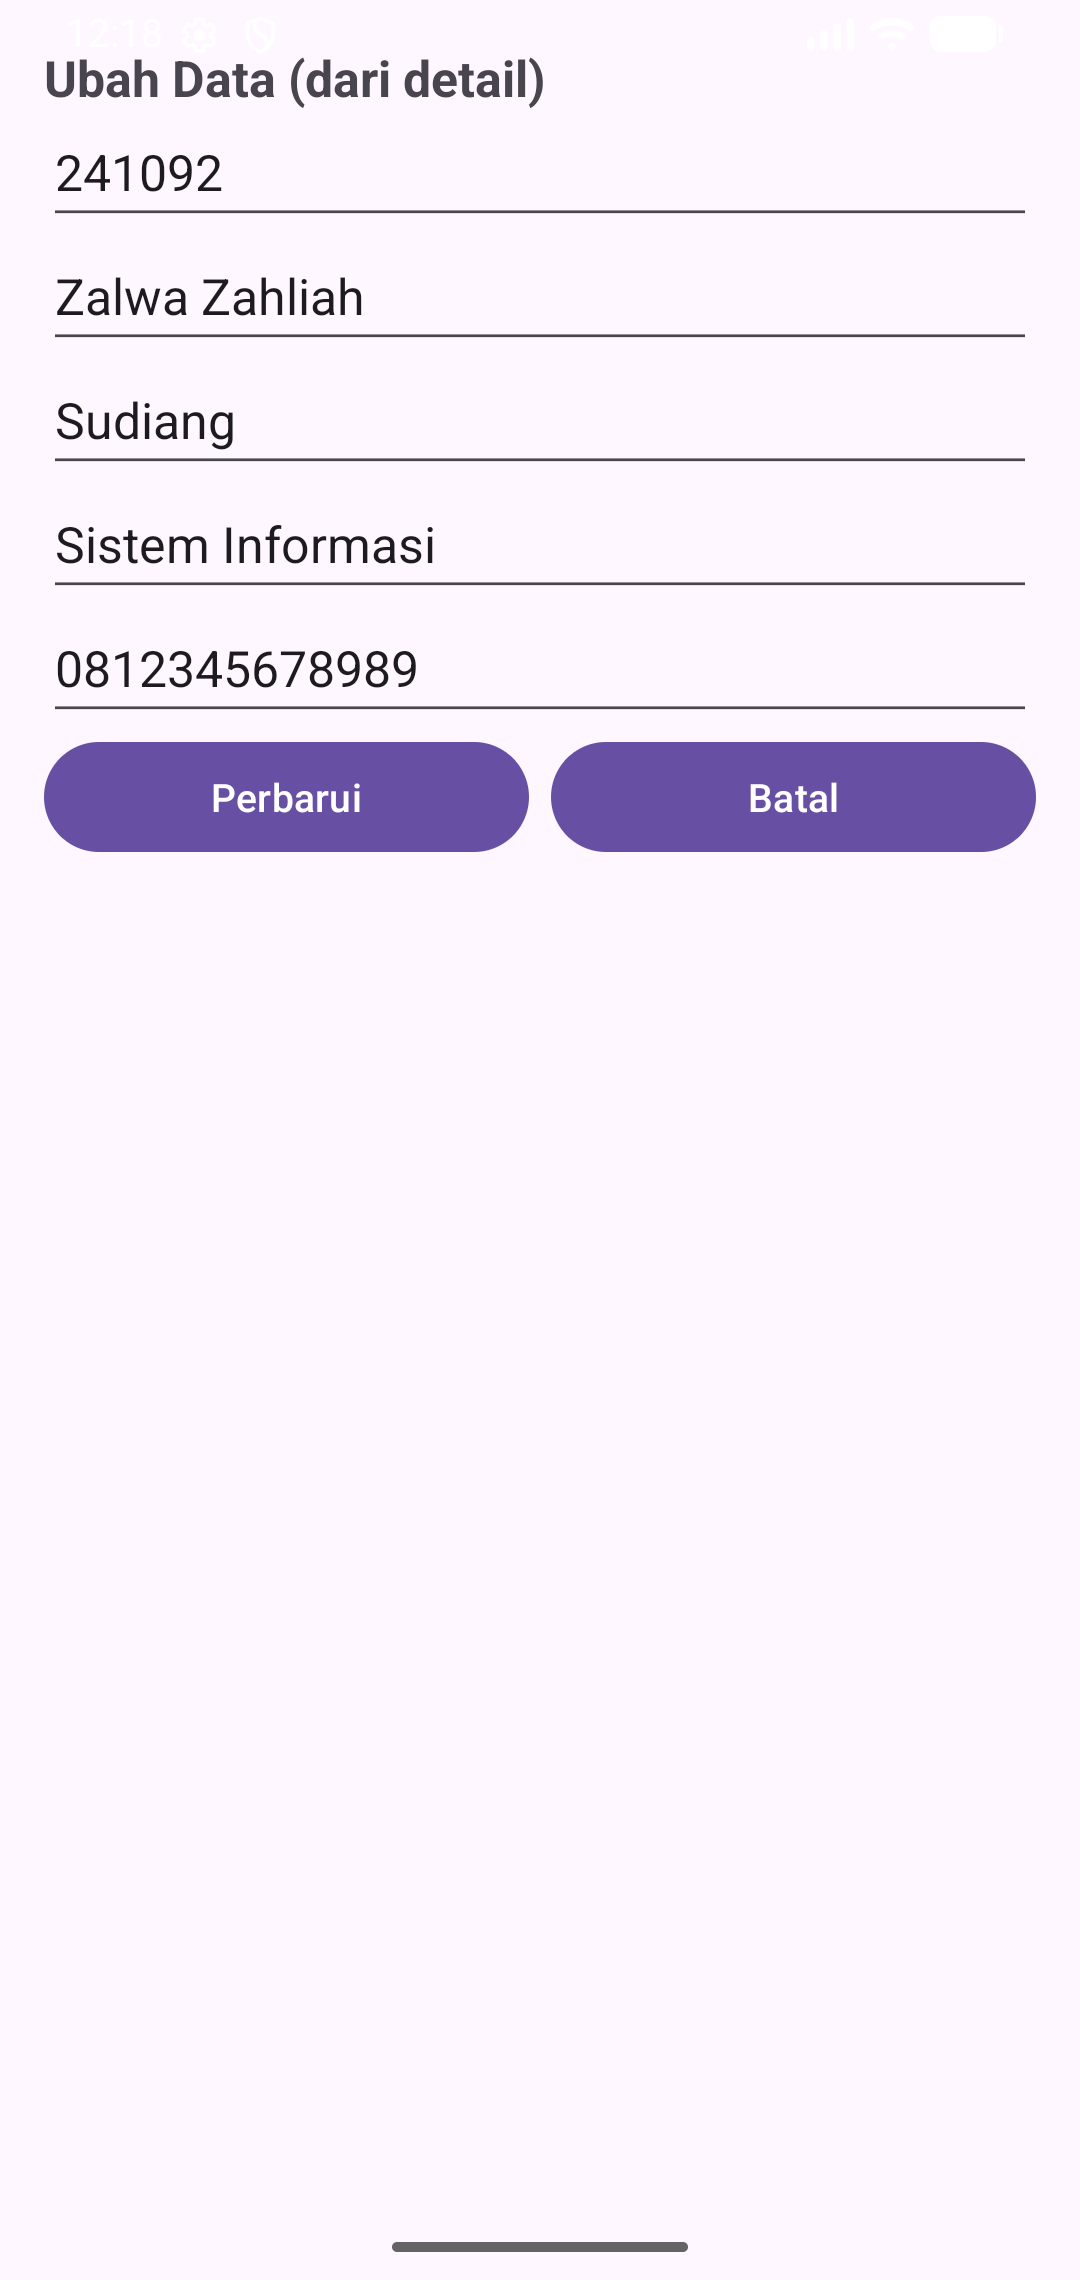 12:18
Ubah Data (dari detail)
241092
Zalwa Zahliah
Sudiang
Sistem Informasi
0812345678989
Perbarui
Batal